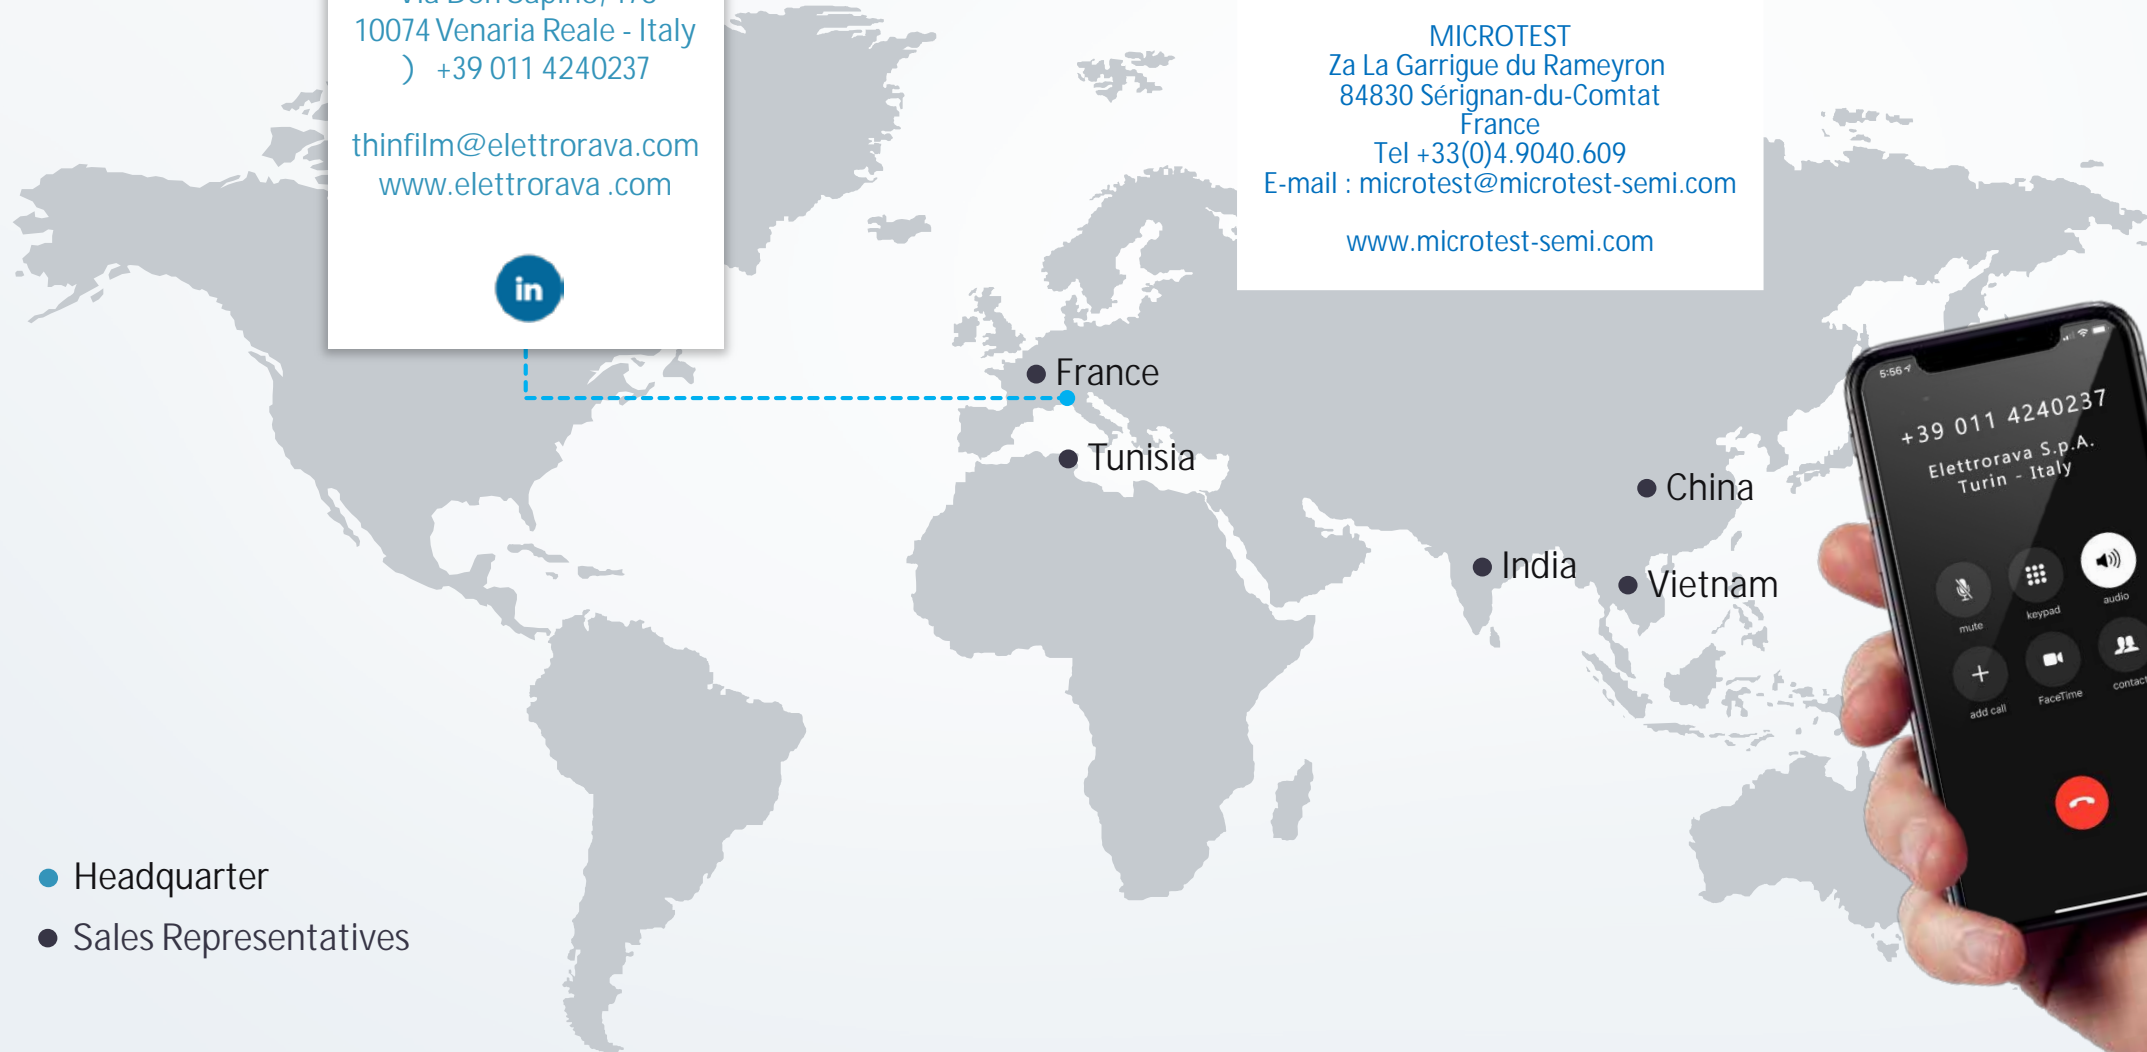 10074 Venaria Reale - Italy
) +39 011 4240237
thinfilm@elettrorava.com
www.elettrorava .com
in
MICROTEST
Za La Garrigue du Rameyron
84830 Sérignan-du-Comtat
France
Tel +33(0)4.9040.609
E-mail : microtest@microtest-semi.com
www.microtest-semi.com
France
Tunisia
China
India
Vietnam
Headquarter
Sales Representatives
5:56
+39 011 4240237
Elettrorava S.p.A.
Turin - Italy
mute
keypad
audio
add call
FaceTime
contact